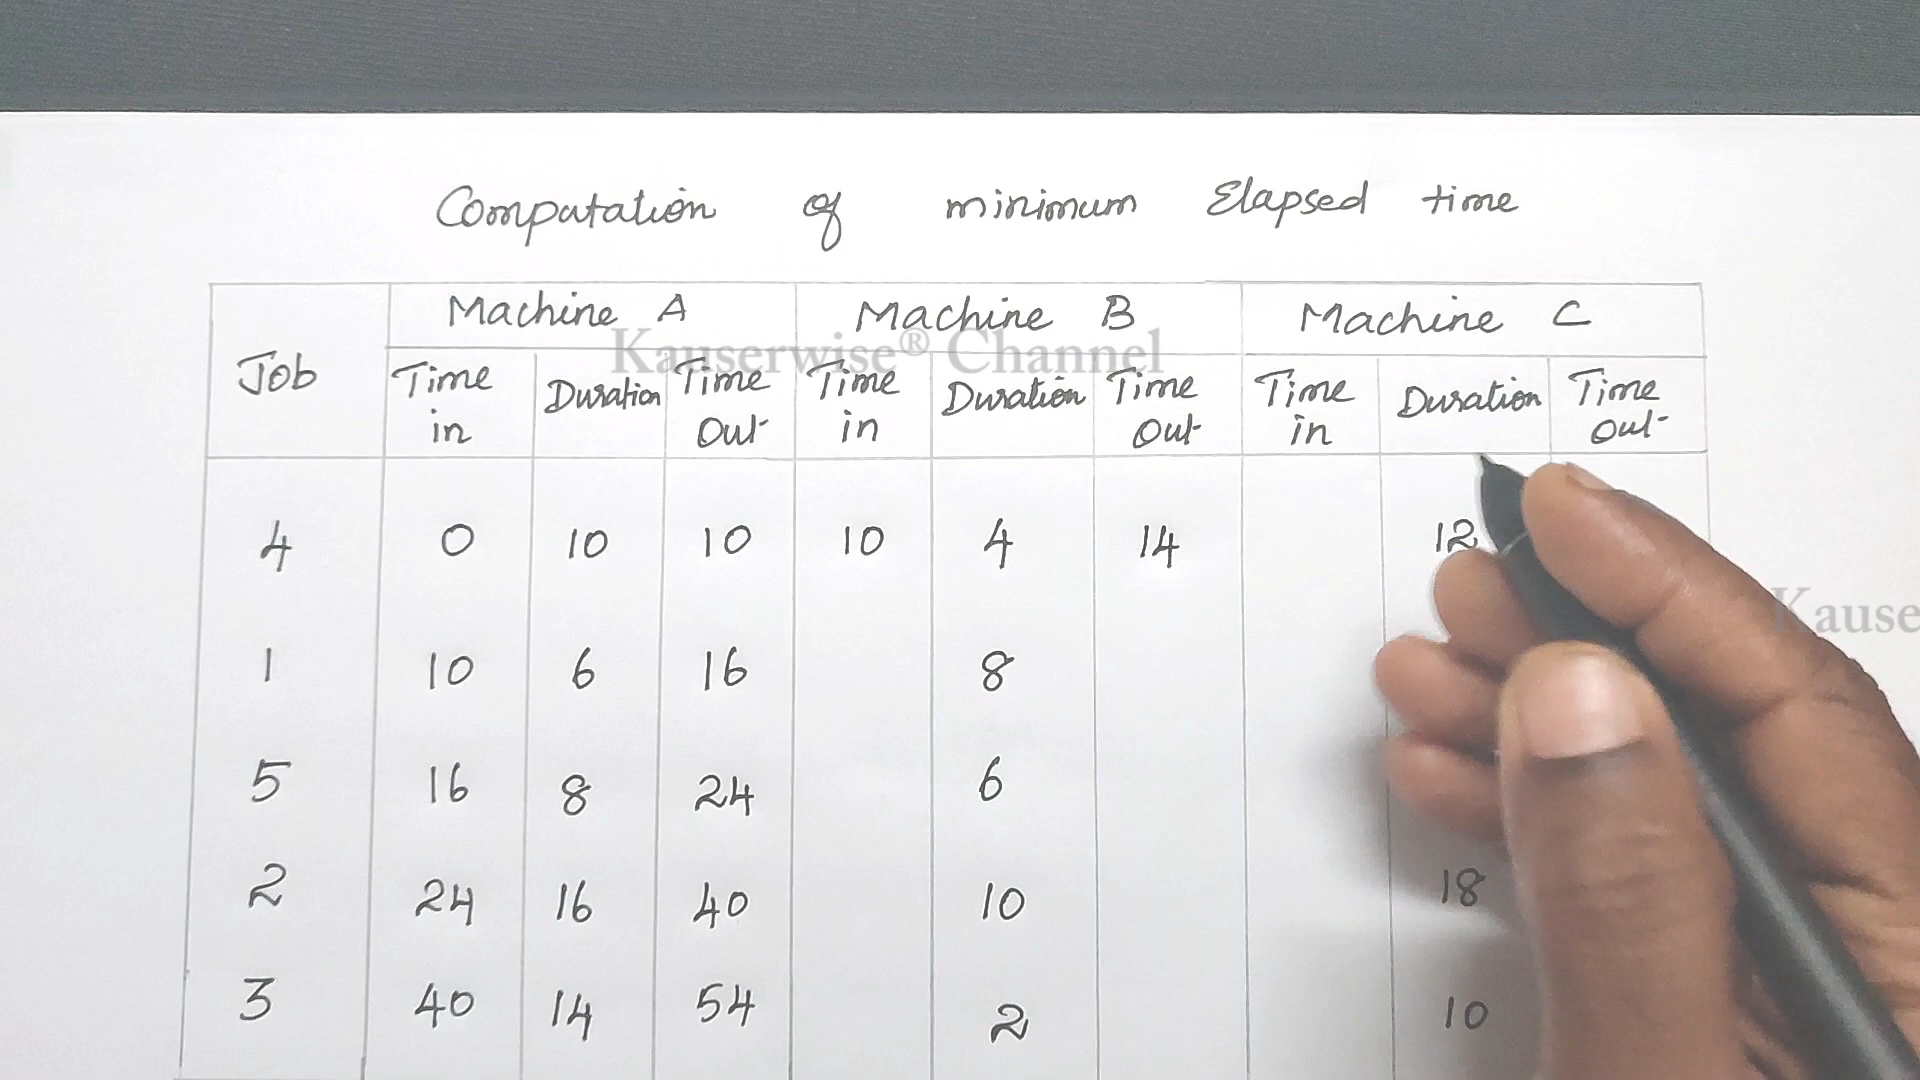 Computation of minimum Elapsed time
Job Machine A Machine B Machine C
Time in Duration Time Out Time in Duration Time Out Time in Duration Time Out
Kauserwise® Channel
4 0 10 10 10 4 14 12
1 10 6 16 8
Kause
5 16 8 24 6
2 24 16 40 10 18
3 40 14 54 2 10